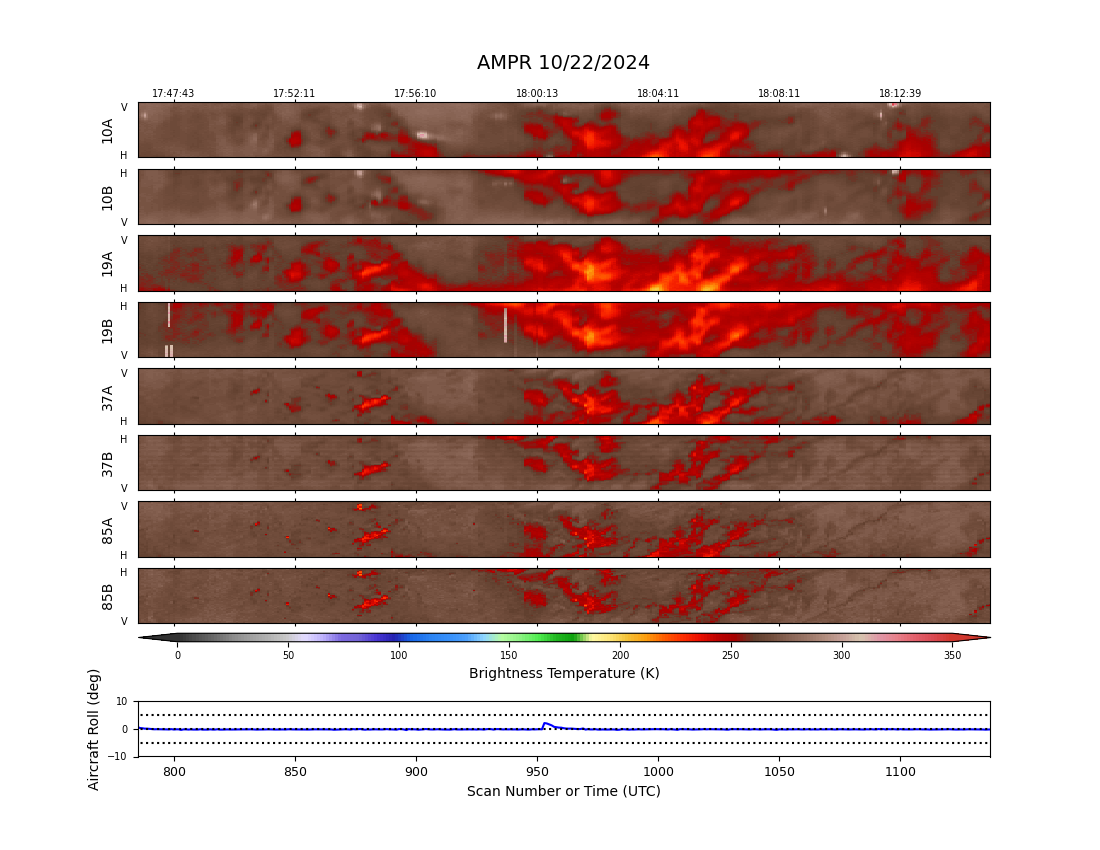 AMPR 10/22/2024
17:47:43 17:52:11 17:56:10 18:00:13 18:04:11 18:08:11 18:12:39
V
10A
H
H
10B
V
V
19A
H
H
19B
V
V
37A
H
H
37B
V
V
85A
H
H
85B
V
0 50 100 150 200 250 300 350
Brightness Temperature (K)
Aircraft Roll (deg)
10
0
−10
800 850 900 950 1000 1050 1100
Scan Number or Time (UTC)